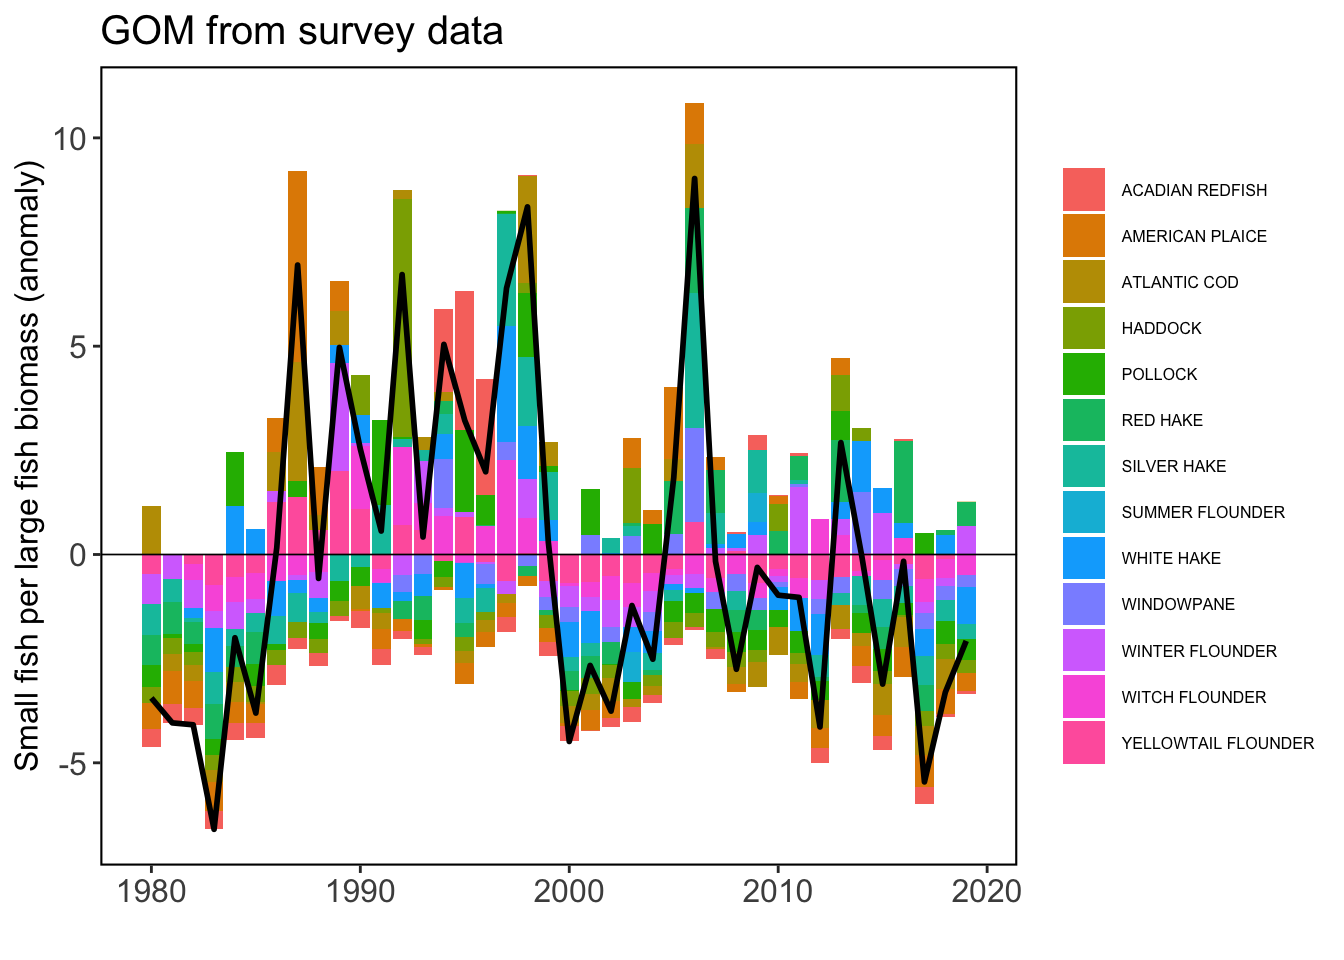 GOM from survey data
Small fish per large fish biomass (anomaly)
10
5
0
-5
1980
1990
2000
2010
2020
ACADIAN REDFISH
AMERICAN PLAICE
ATLANTIC COD
HADDOCK
POLLOCK
RED HAKE
SILVER HAKE
SUMMER FLOUNDER
WHITE HAKE
WINDOWPANE
WINTER FLOUNDER
WITCH FLOUNDER
YELLOWTAIL FLOUNDER